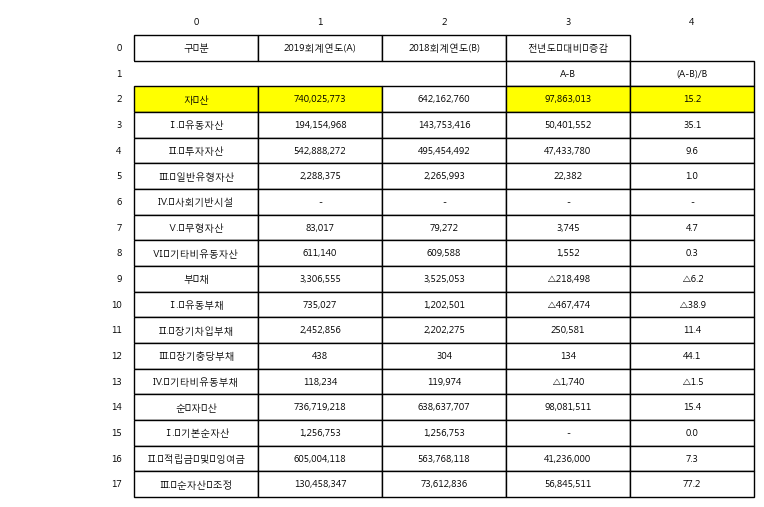 0 1 2 3 4
0 구 분 2019회계연도(A) 2018회계연도(B) 전년도 대비 증감
1 A-B (A-B)/B
2 자 산 740,025,773 642,162,760 97,863,013 15.2
3 Ⅰ. 유동자산 194,154,968 143,753,416 50,401,552 35.1
4 Ⅱ. 투자자산 542,888,272 495,454,492 47,433,780 9.6
5 Ⅲ. 일반유형자산 2,288,375 2,265,993 22,382 1.0
6 Ⅳ. 사회기반시설 - - - -
7 Ⅴ. 무형자산 83,017 79,272 3,745 4.7
8 Ⅵ 기타비유동자산 611,140 609,588 1,552 0.3
9 부 채 3,306,555 3,525,053 △218,498 △6.2
10 Ⅰ. 유동부채 735,027 1,202,501 △467,474 △38.9
11 Ⅱ. 장기차입부채 2,452,856 2,202,275 250,581 11.4
12 Ⅲ. 장기충당부채 438 304 134 44.1
13 Ⅳ. 기타비유동부채 118,234 119,974 △1,740 △1.5
14 순 자 산 736,719,218 638,637,707 98,081,511 15.4
15 Ⅰ. 기본순자산 1,256,753 1,256,753 - 0.0
16 Ⅱ. 적립금 및 잉여금 605,004,118 563,768,118 41,236,000 7.3
17 Ⅲ. 순자산 조정 130,458,347 73,612,836 56,845,511 77.2